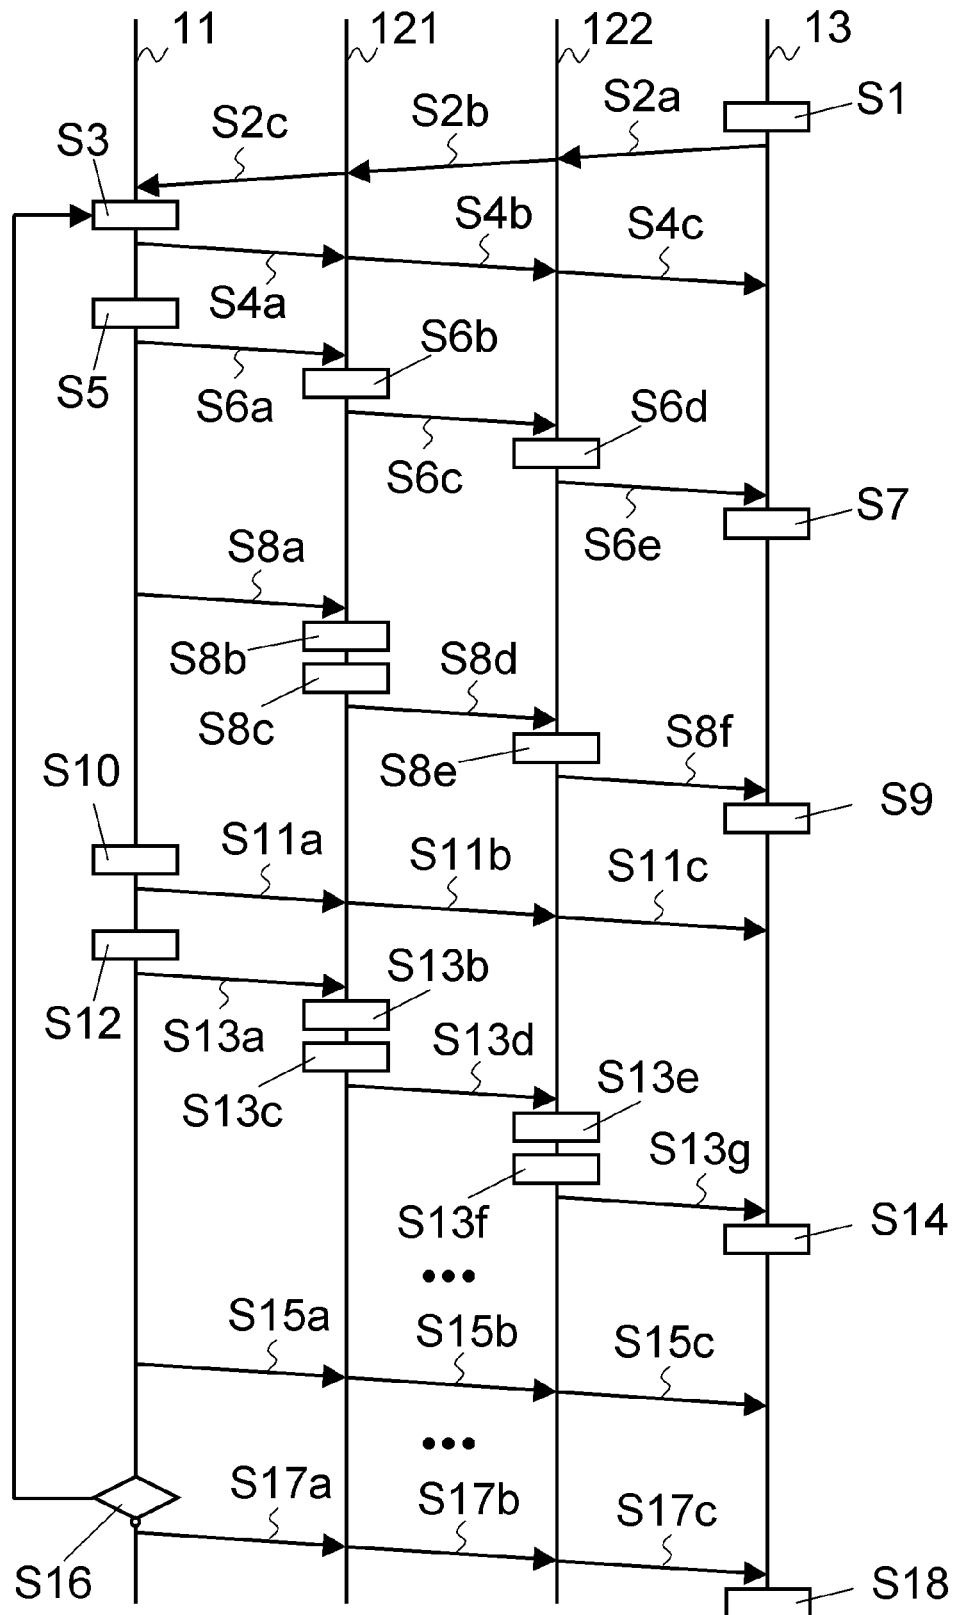 11
121
122
13
S1
S2a
S2b
S2c
S3
S4b
S4c
S4a
S6b
S5
S6a
S6d
S6c
S7
S6e
S8a
S8b
S8d
S8c
S8f
S10
S8e
S9
S11a
S11b
S11c
S13b
S12
S13a
S13d
S13e
S13c
S13g
S13f
S14
•••
S15a
S15b
S15c
•••
S17a
S17b
S17c
S16
S18